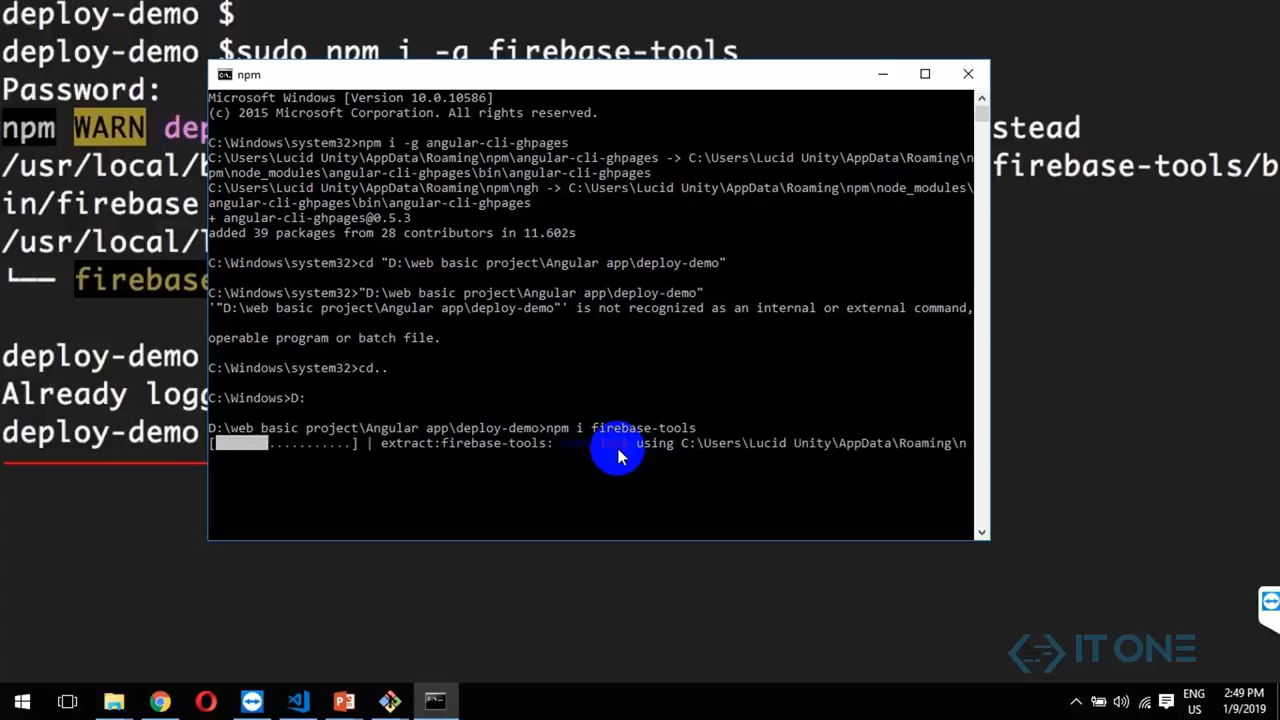 deploy-demo $
deploy-demo $sudo npm i -g firebase-tools
Password:
npm WARN dep
stead
/usr/local/b
firebase-tools/b
in/firebase
/usr/local/l
└── firebase
deploy-demo
Already logg
deploy-demo
npm
Microsoft Windows [Version 10.0.10586]
(c) 2015 Microsoft Corporation. All rights reserved.
C:\Windows\system32>npm i -g angular-cli-ghpages
C:\Users\Lucid Unity\AppData\Roaming\npm\angular-cli-ghpages -> C:\Users\Lucid Unity\AppData\Roaming\n
pm\node_modules\angular-cli-ghpages\bin\angular-cli-ghpages
C:\Users\Lucid Unity\AppData\Roaming\npm\ngh -> C:\Users\Lucid Unity\AppData\Roaming\npm\node_modules\
angular-cli-ghpages\bin\angular-cli-ghpages
+ angular-cli-ghpages@0.5.3
added 39 packages from 28 contributors in 11.602s
C:\Windows\system32>cd "D:\web basic project\Angular app\deploy-demo"
C:\Windows\system32>"D:\web basic project\Angular app\deploy-demo"
'"D:\web basic project\Angular app\deploy-demo"' is not recognized as an internal or external command,
operable program or batch file.
C:\Windows\system32>cd..
C:\Windows>D:
D:\web basic project\Angular app\deploy-demo>npm i firebase-tools
[ ...........] | extract:firebase-tools: using C:\Users\Lucid Unity\AppData\Roaming\n
IT ONE
ENG
US
2:49 PM
1/9/2019